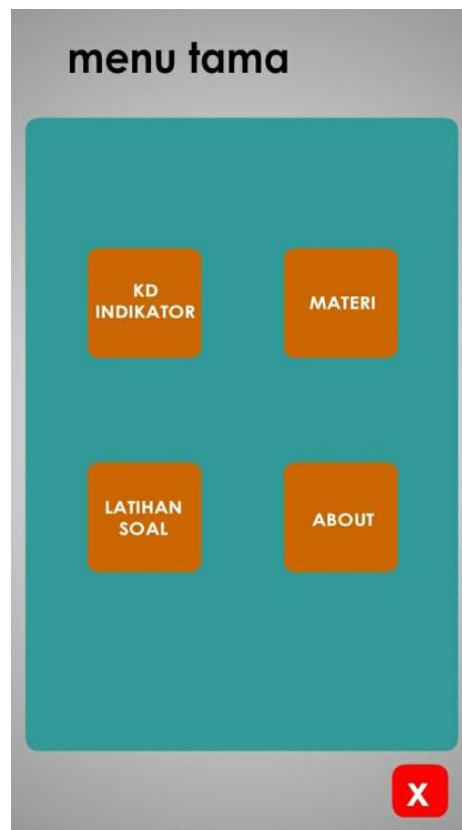 menu tama
KD
INDIKATOR
MATERI
LATIHAN
SOAL
ABOUT
X